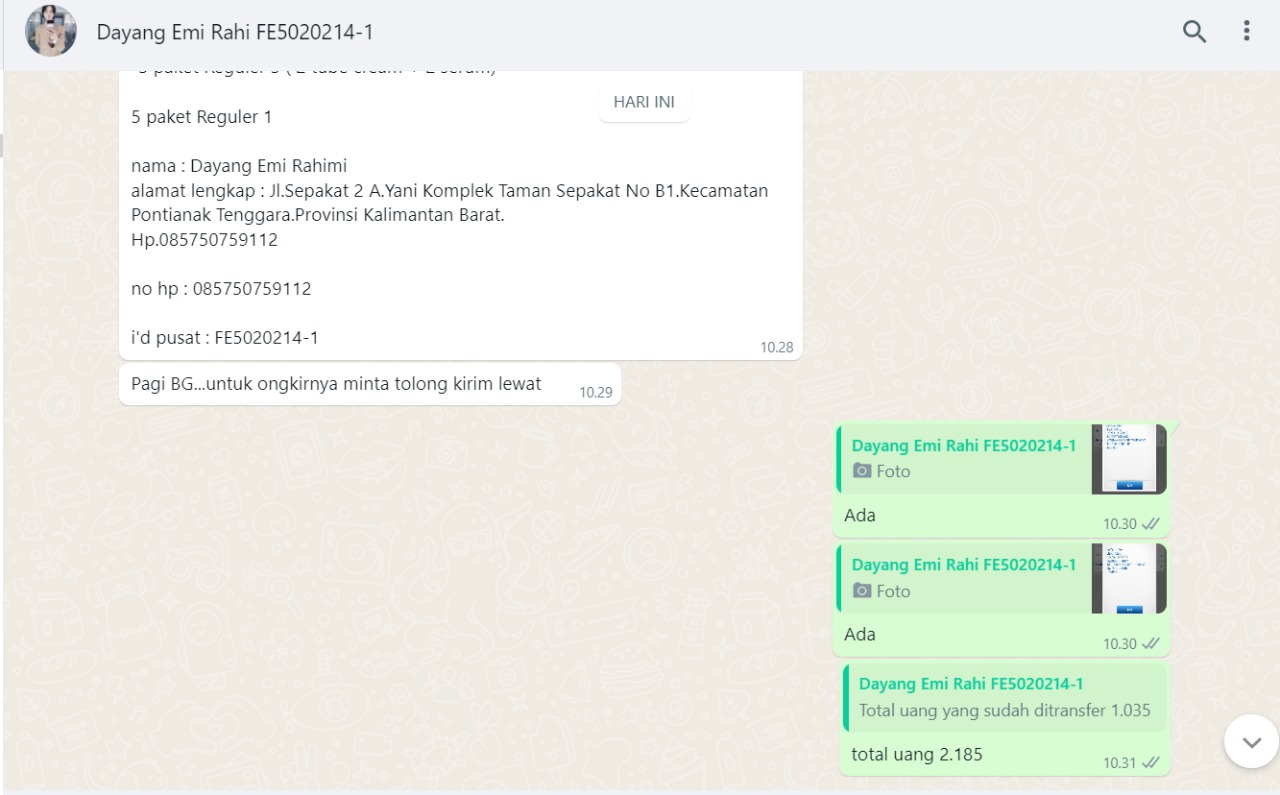 Dayang Emi Rahi FE5020214-1
HARI INI
5 paket Reguler 1
nama : Dayang Emi Rahimi
alamat lengkap : Jl.Sepakat 2 A.Yani Komplek Taman Sepakat No B1.Kecamatan
Pontianak Tenggara.Provinsi Kalimantan Barat.
Hp.085750759112
no hp : 085750759112
i'd pusat : FE5020214-1
10.28
Pagi BG...untuk ongkirnya minta tolong kirim lewat
10.29
Dayang Emi Rahi FE5020214-1
Foto
Ada
10.30
Dayang Emi Rahi FE5020214-1
Foto
Ada
10.30
Dayang Emi Rahi FE5020214-1
Total uang yang sudah ditransfer 1.035
total uang 2.185
10.31